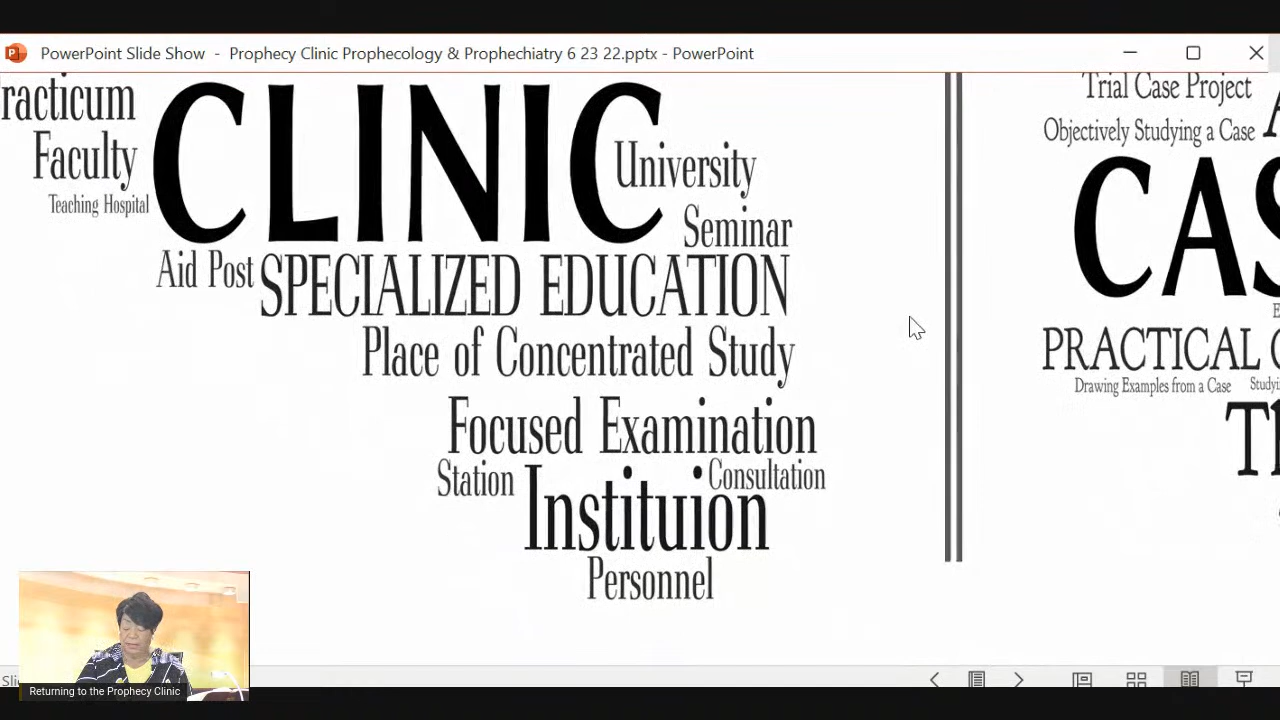 PowerPoint Slide Show - Prophecy Clinic Prophecology & Prophechiatry 6 23 22.pptx - PowerPoint
racticum
CLINIC
Faculty
University
Teaching Hospital
Seminar
Aid Post
SPECIALIZED EDUCATION
Place of Concentrated Study
Focused Examination
Station
Consultation
Instituion
Personnel
Trial Case Project
Objectively Studying a Case
CAS
PRACTICAL
Drawing Examples from a Case
Returning to the Prophecy Clinic